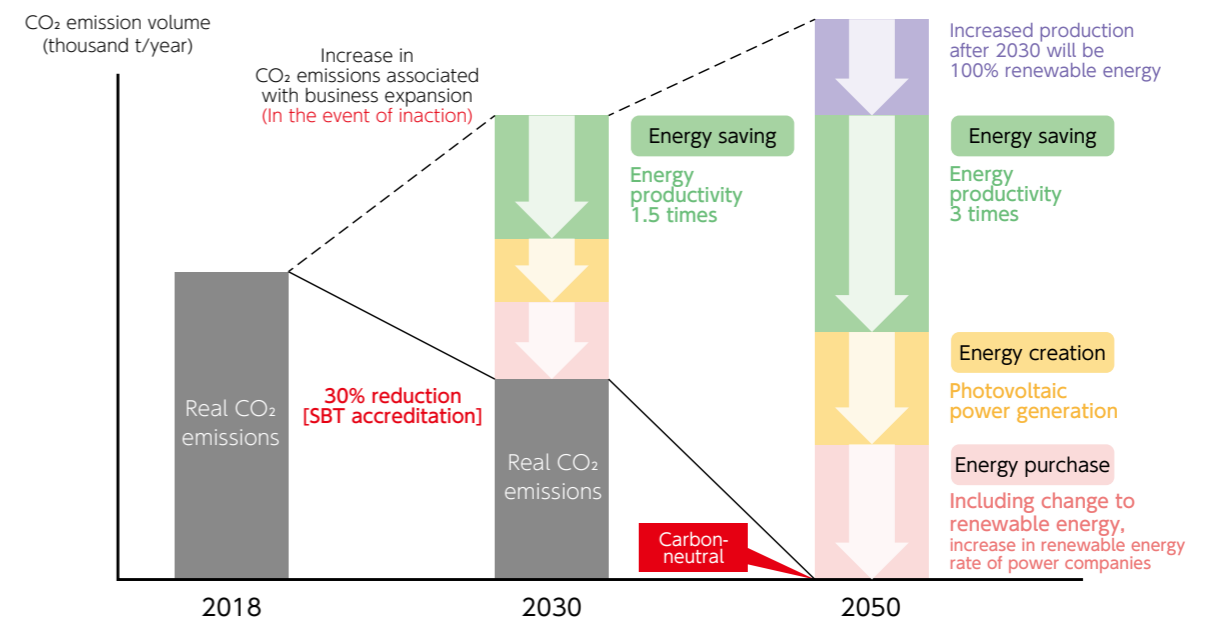 CO₂ emission volume
(thousand t/year)
Increase in
CO₂ emissions associated
with business expansion
(In the event of inaction)
Increased production
after 2030 will be
100% renewable energy
Energy saving
Energy
productivity
1.5 times
Energy saving
Energy
productivity
3 times
Energy creation
Photovoltaic
power generation
30% reduction
[SBT accreditation]
Real CO₂
emissions
Real CO₂
emissions
Energy purchase
Including change to
renewable energy,
increase in renewable energy
rate of power companies
Carbon-
neutral
2018
2030
2050